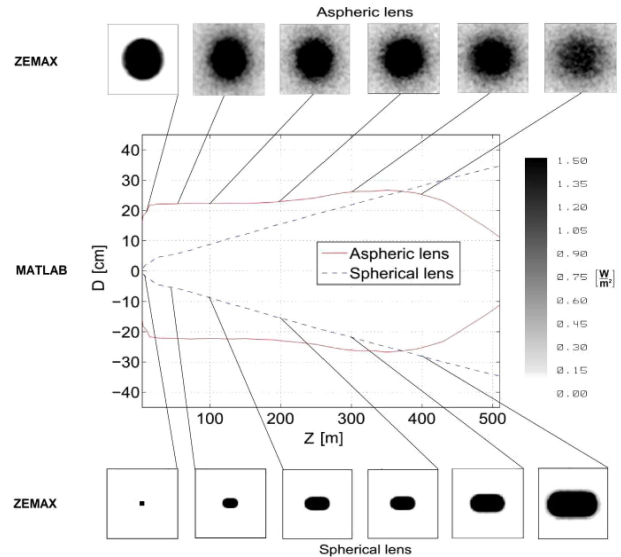 Aspheric lens
ZEMAX
40
30
20
10
0
−10
−20
−30
−40
D [cm]
MATLAB
Aspheric lens
Spherical lens
100
200
300
400
500
Z [m]
1.50
1.35
1.20
1.05
0.90
0.75
0.60
0.45
0.30
0.15
0.00
[W/m²]
ZEMAX
Spherical lens